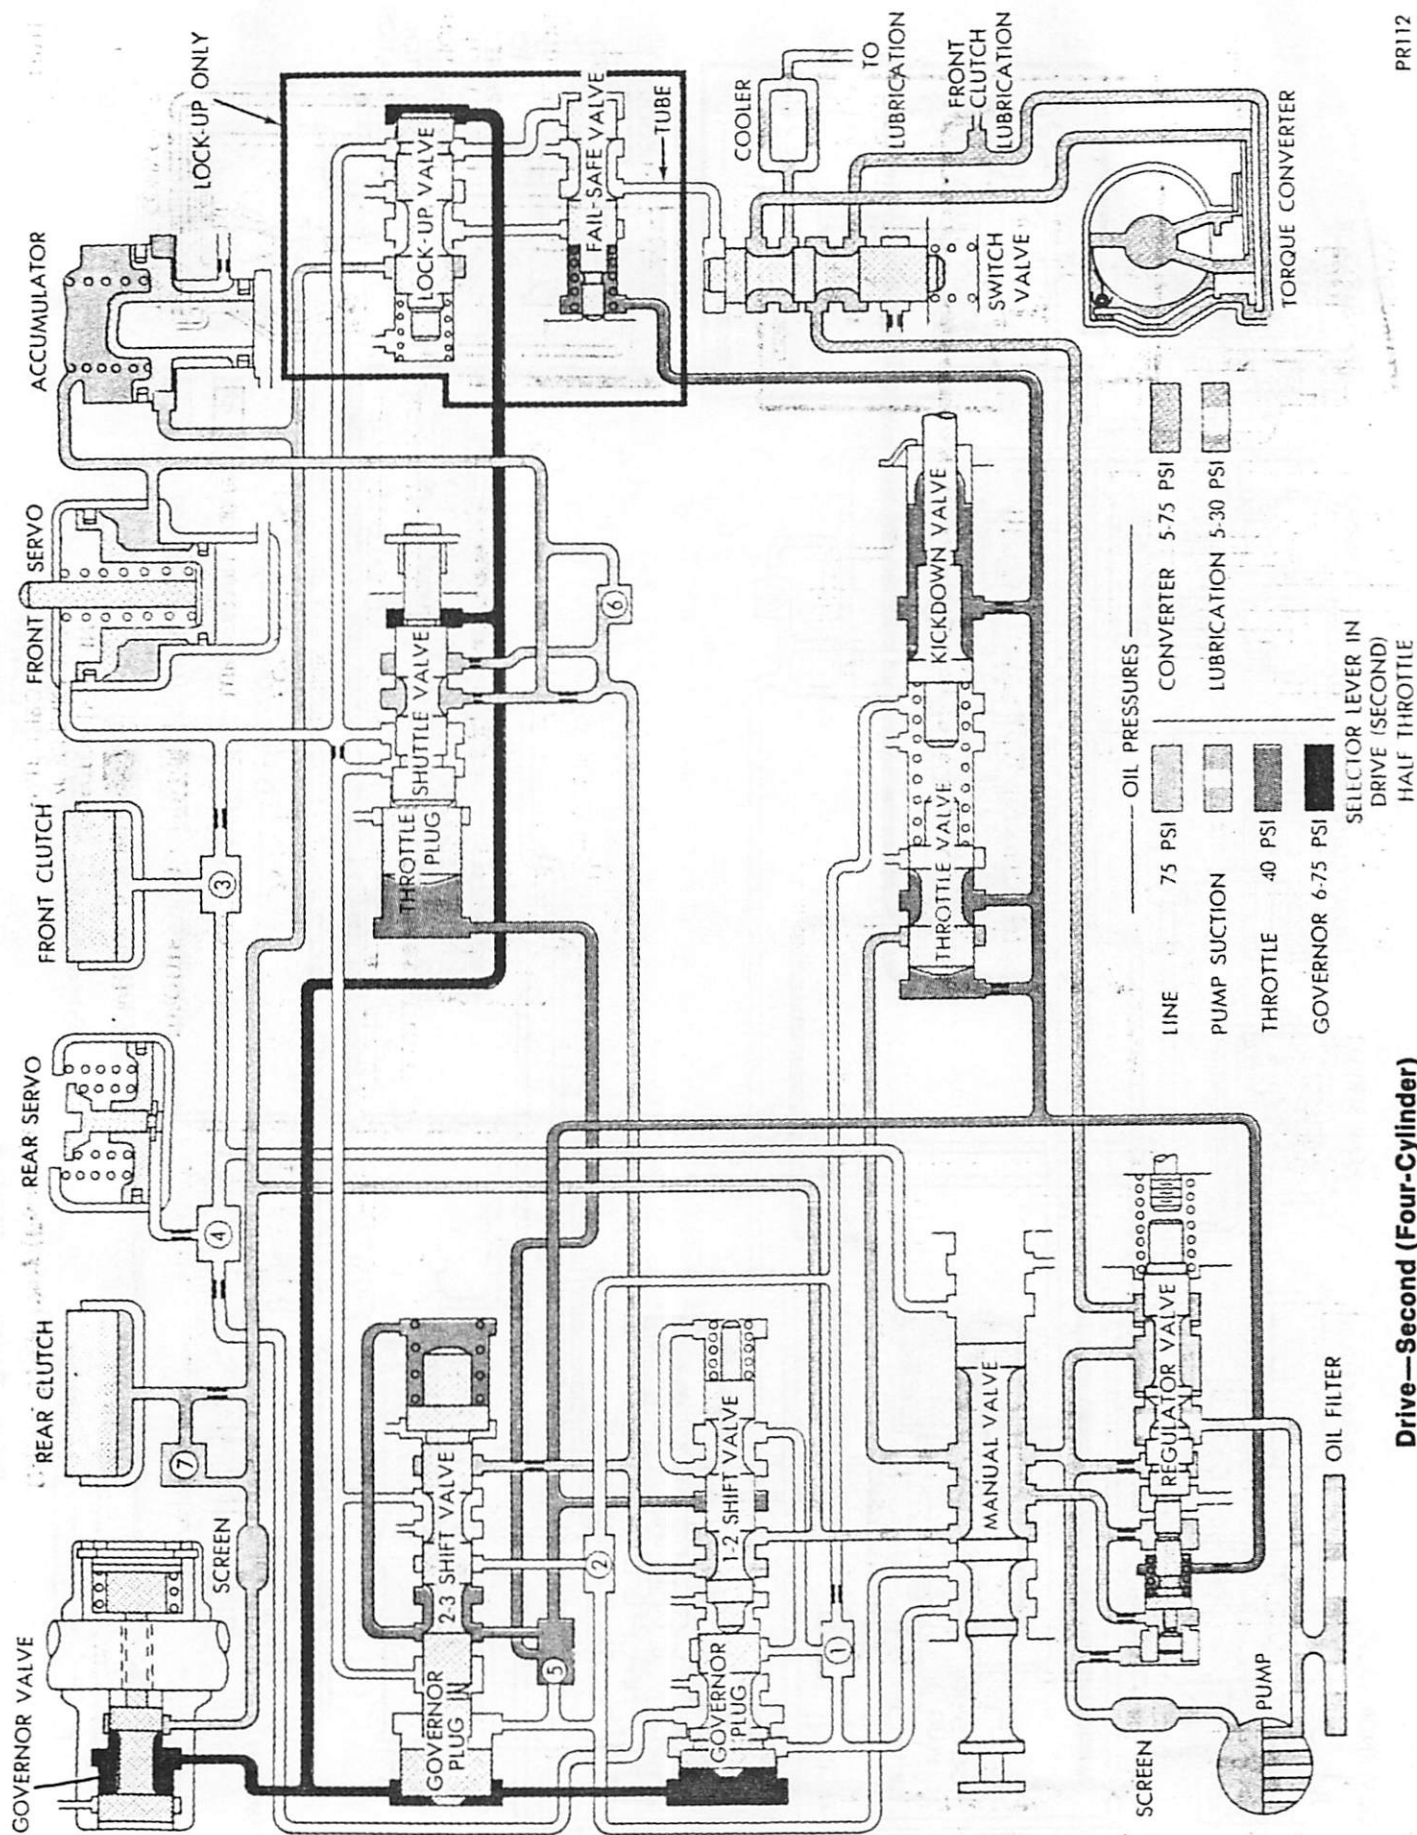 GOVERNOR VALVE
REAR CLUTCH
REAR SERVO
FRONT CLUTCH
FRONT SERVO
ACCUMULATOR
LOCK-UP ONLY
7
4
3
SCREEN
GOVERNOR
PLUG
2-3 SHIFT VALVE
THROTTLE
PLUG
SHUTTLE VALVE
LOCK-UP VALVE
FAIL-SAFE VALVE
TUBE
6
5
2
GOVERNOR
PLUG
1-2 SHIFT VALVE
1
COOLER
TO
LUBRICATION
FRONT
CLUTCH
LUBRICATION
SWITCH
VALVE
THROTTLE VALVE
KICKDOWN VALVE
MANUAL VALVE
REGULATOR VALVE
TORQUE CONVERTER
SCREEN
PUMP
OIL FILTER
OIL PRESSURES
LINE 75 PSI
PUMP SUCTION
THROTTLE 40 PSI
GOVERNOR 6-75 PSI
CONVERTER 5-75 PSI
LUBRICATION 5-30 PSI
SELECTOR LEVER IN
DRIVE (SECOND)
HALF THROTTLE
PR112
Drive—Second (Four-Cylinder)